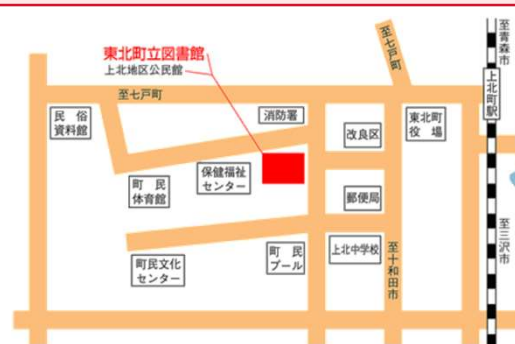 至青森市
至七戸町
東北町立図書館
上北地区公民館
上北町駅
至七戸町
消防署
民俗
資料館
東北町
役場
改良区
保健福祉
センター
町民
体育館
郵便局
至三沢市
町民
プール
上北中学校
至十和田市
町民文化
センター